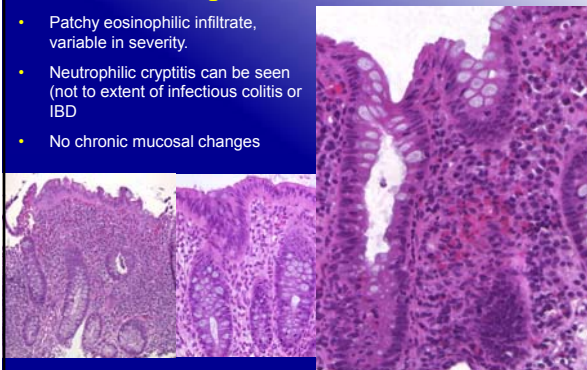 • Patchy eosinophilic infiltrate,
variable in severity.
• Neutrophilic cryptitis can be seen
(not to extent of infectious colitis or
IBD
• No chronic mucosal changes